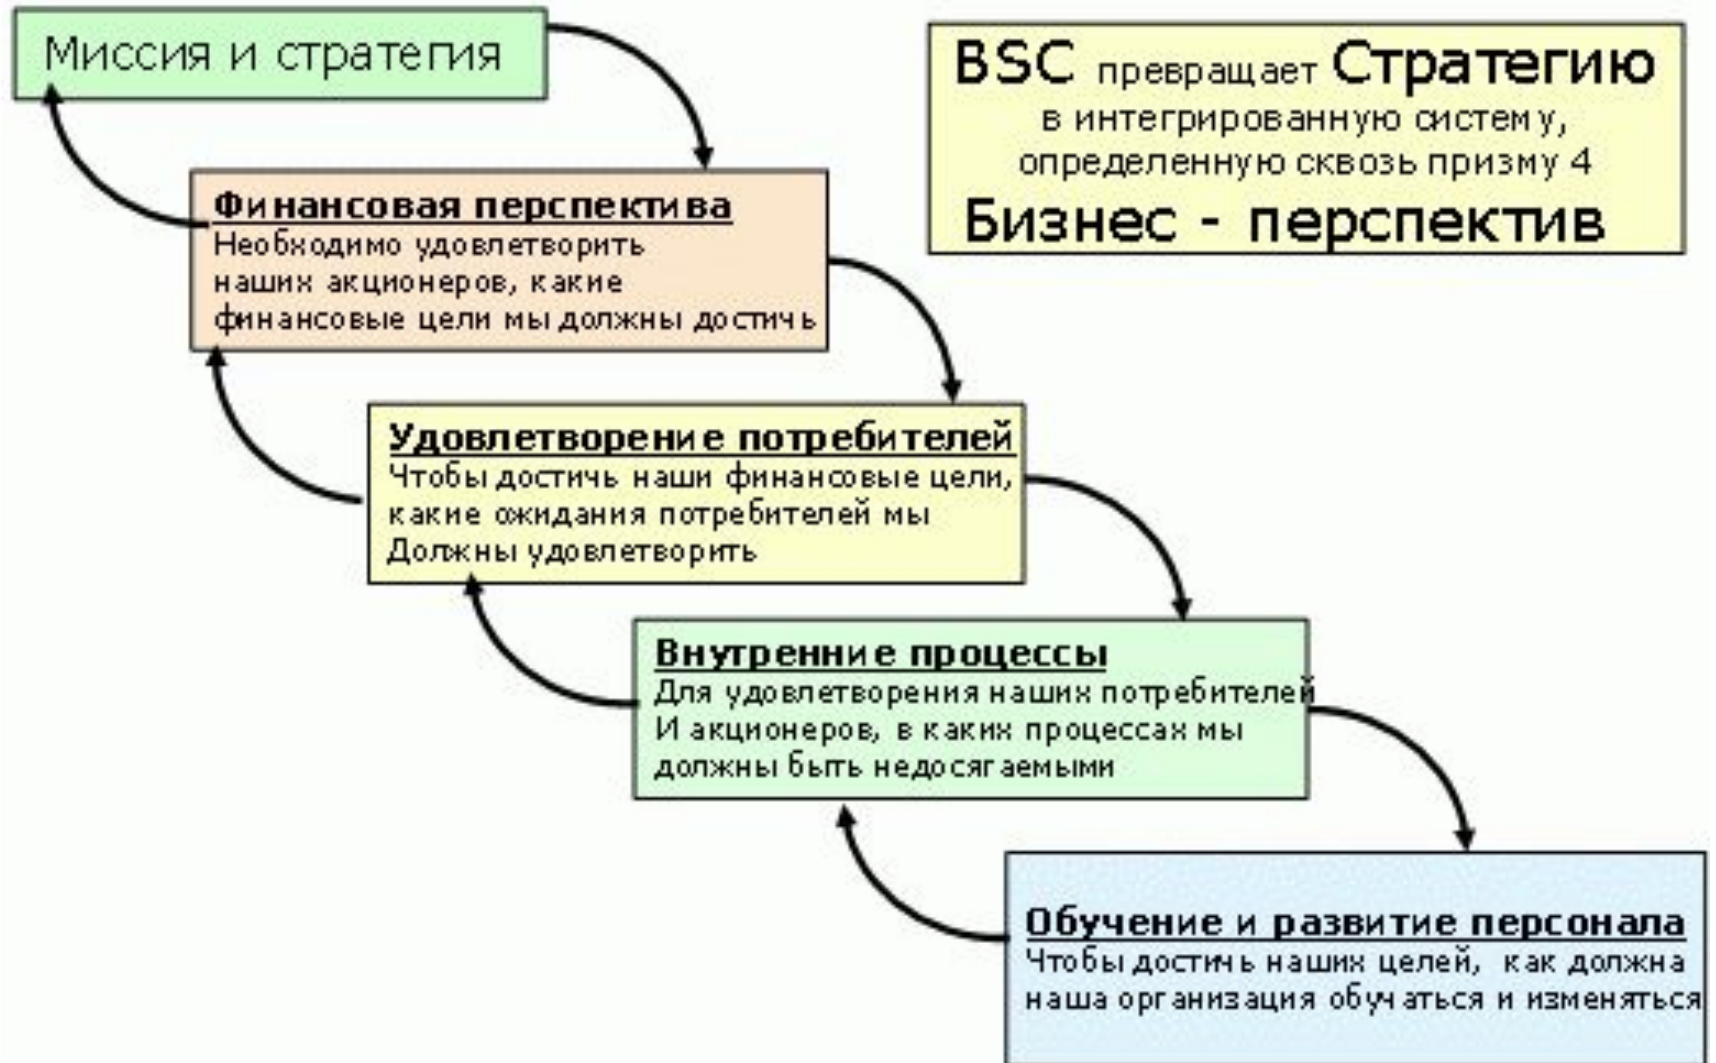 Миссия и стратегия
BSC превращает Стратегию
в интегрированную систему,
определенную сквозь призму 4
Бизнес - перспектив
Финансовая перспектива
Необходимо удовлетворить
наших акционеров, какие
финансовые цели мы должны достичь
Удовлетворение потребителей
Чтобы достичь наши финансовые цели,
какие ожидания потребителей мы
Должны удовлетворить
Внутренние процессы
Для удовлетворения наших потребителей
И акционеров, в каких процессах мы
должны быть недосягаемыми
Обучение и развитие персонала
Чтобы достичь наших целей, как должна
наша организация обучаться и изменяться